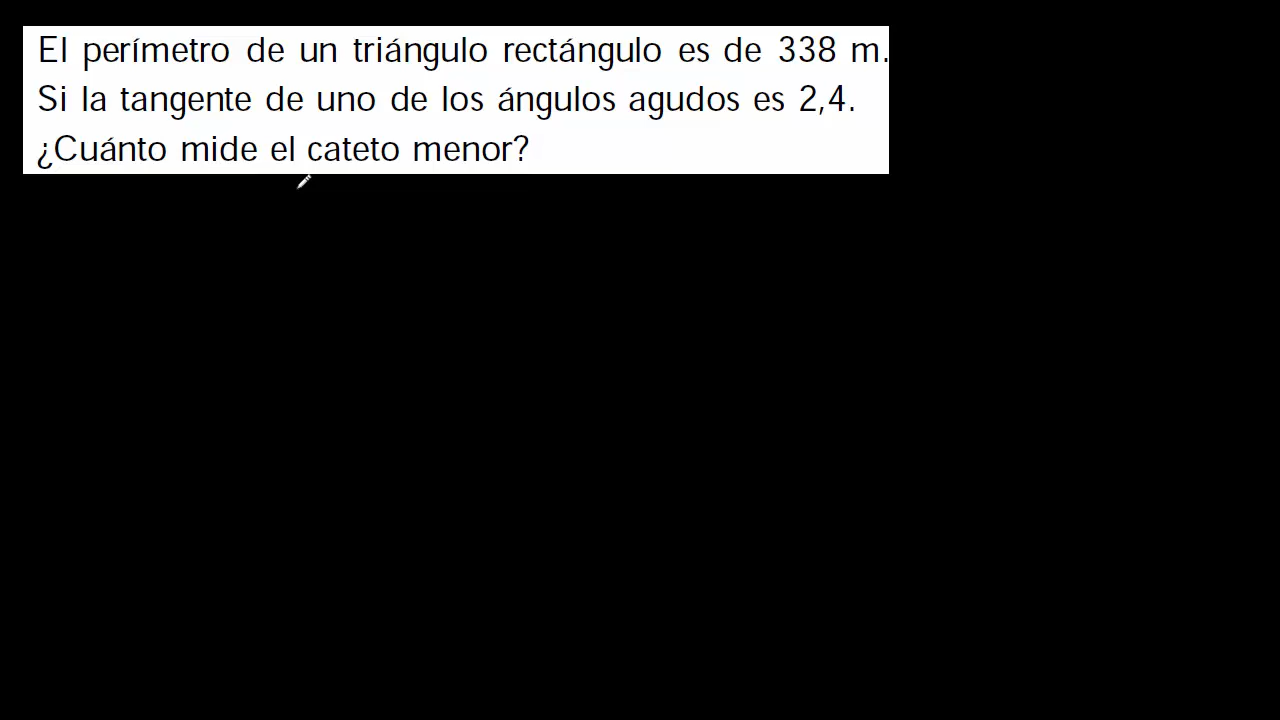 El perímetro de un triángulo rectángulo es de 338 m.
Si la tangente de uno de los ángulos agudos es 2,4.
¿Cuánto mide el cateto menor?